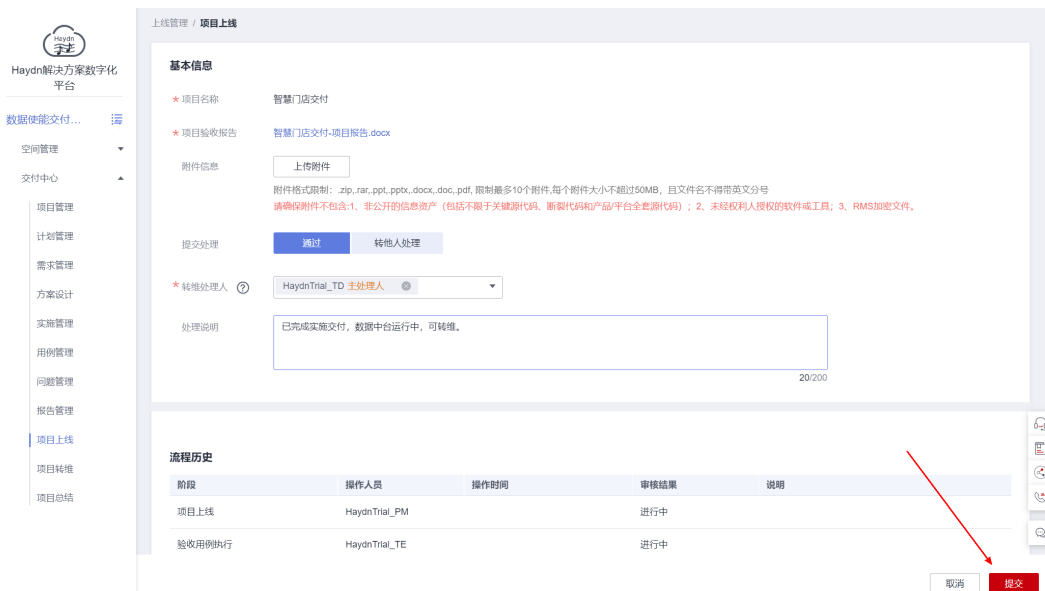 上线管理 / 项目上线
Haydn
Haydn解决方案数字化
平台
数据使能交付...
空间管理
交付中心
项目管理
计划管理
需求管理
方案设计
实施管理
用例管理
问题管理
报告管理
项目上线
项目转维
项目总结
基本信息
* 项目名称 智慧门店交付
* 项目验收报告 智慧门店交付-项目报告.docx
附件信息 上传附件
附件格式限制：.zip,.rar,.ppt,.pptx,.docx,.doc,.pdf, 限制最多10个附件,每个附件大小不超过50MB，且文件名不得带英文分号
请确保附件不包含:1、非公开的信息资产（包括不限于关键源代码、断裂代码和产品/平台全套源代码）；2、未经权利人授权的软件或工具；3、RMS加密文件。
提交处理 通过 转他人处理
* 转维处理人 ? HaydnTrial_TD 主处理人
处理说明 已完成实施交付，数据中台运行中，可转维。
20/200
流程历史
阶段 操作人员 操作时间 审核结果 说明
项目上线 HaydnTrial_PM 进行中
验收用例执行 HaydnTrial_TE 进行中
取消 提交